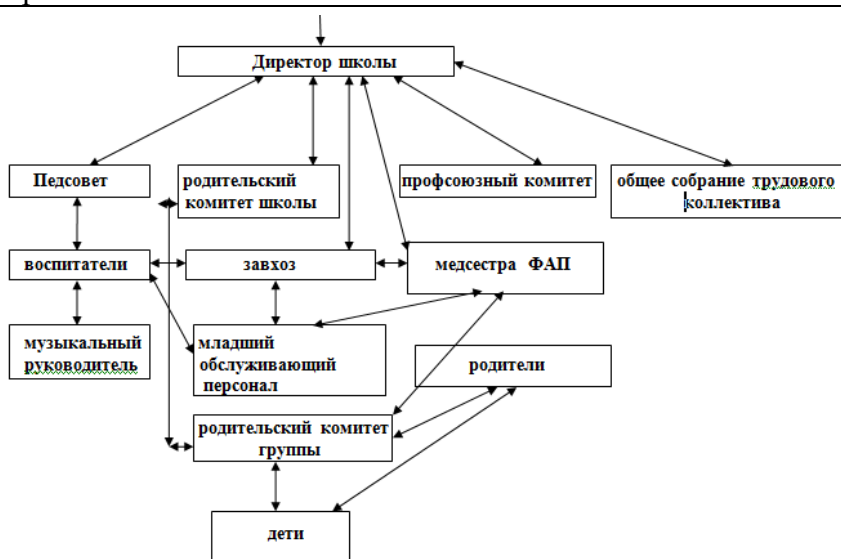 Директор школы
Педсовет
родительский
комитет школы
профсоюзный комитет
общее собрание трудового
коллектива
воспитатели
завхоз
медсестра ФАП
музыкальный
руководитель
младший
обслуживающий
персонал
родители
родительский комитет
группы
дети